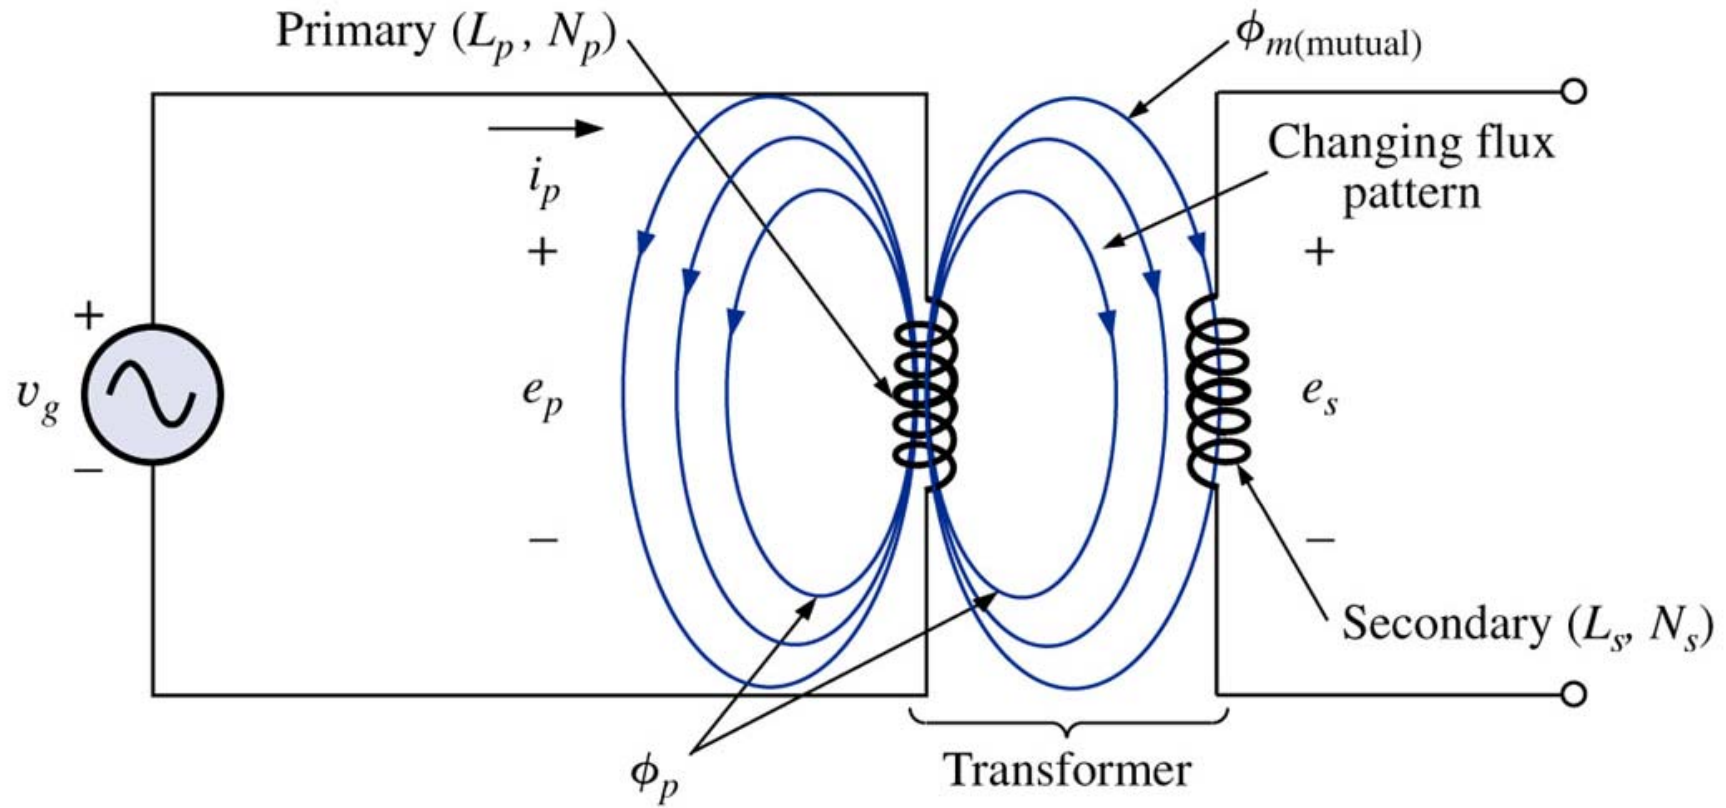 Primary (Lp, Np)
ϕm(mutual)
Changing flux
pattern
ip
+
+
+
vg
ep
es
−
−
−
Secondary (Ls, Ns)
ϕp
Transformer